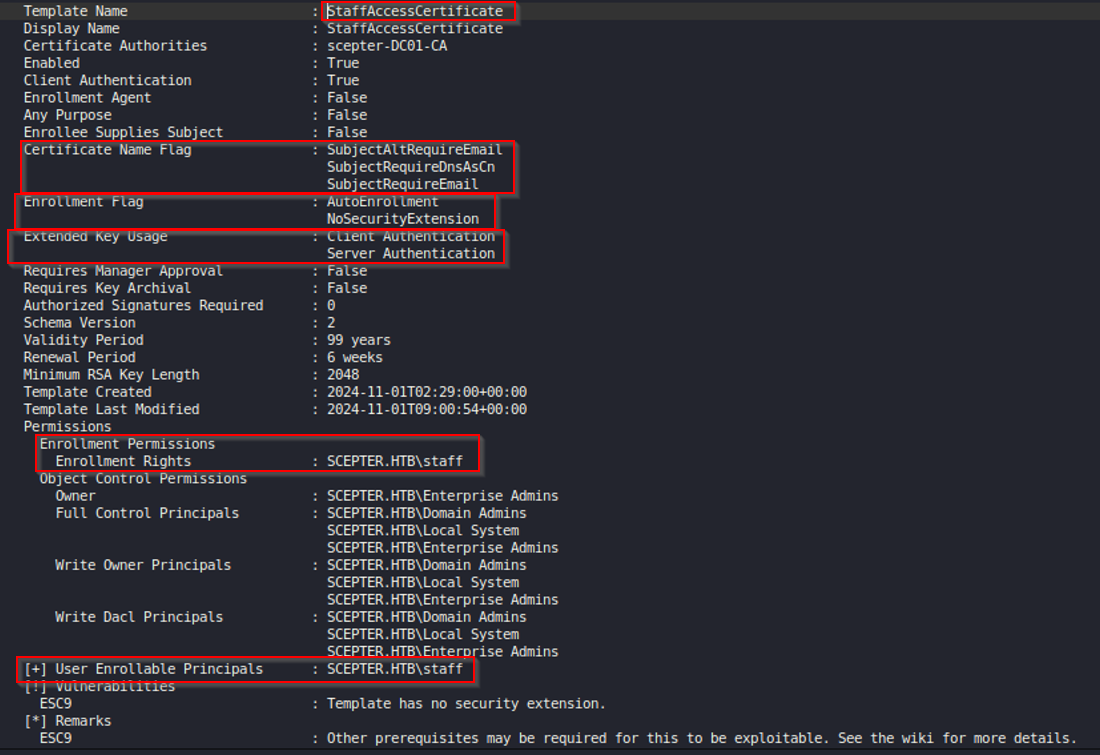 Template Name : StaffAccessCertificate
Display Name : StaffAccessCertificate
Certificate Authorities : scepter-DC01-CA
Enabled : True
Client Authentication : True
Enrollment Agent : False
Any Purpose : False
Enrollee Supplies Subject : False
Certificate Name Flag : SubjectAltRequireEmail
SubjectRequireDnsAsCn
SubjectRequireEmail
Enrollment Flag : AutoEnrollment
NoSecurityExtension
Extended Key Usage : Client Authentication
Server Authentication
Requires Manager Approval : False
Requires Key Archival : False
Authorized Signatures Required : 0
Schema Version : 2
Validity Period : 99 years
Renewal Period : 6 weeks
Minimum RSA Key Length : 2048
Template Created : 2024-11-01T02:29:00+00:00
Template Last Modified : 2024-11-01T09:00:54+00:00
Permissions
Enrollment Permissions
Enrollment Rights : SCEPTER.HTB\staff
Object Control Permissions
Owner : SCEPTER.HTB\Enterprise Admins
Full Control Principals : SCEPTER.HTB\Domain Admins
SCEPTER.HTB\Local System
SCEPTER.HTB\Enterprise Admins
Write Owner Principals : SCEPTER.HTB\Domain Admins
SCEPTER.HTB\Local System
SCEPTER.HTB\Enterprise Admins
Write Dacl Principals : SCEPTER.HTB\Domain Admins
SCEPTER.HTB\Local System
SCEPTER.HTB\Enterprise Admins
[+] User Enrollable Principals : SCEPTER.HTB\staff
[!] Vulnerabilities
ESC9 : Template has no security extension.
[*] Remarks
ESC9 : Other prerequisites may be required for this to be exploitable. See the wiki for more details.